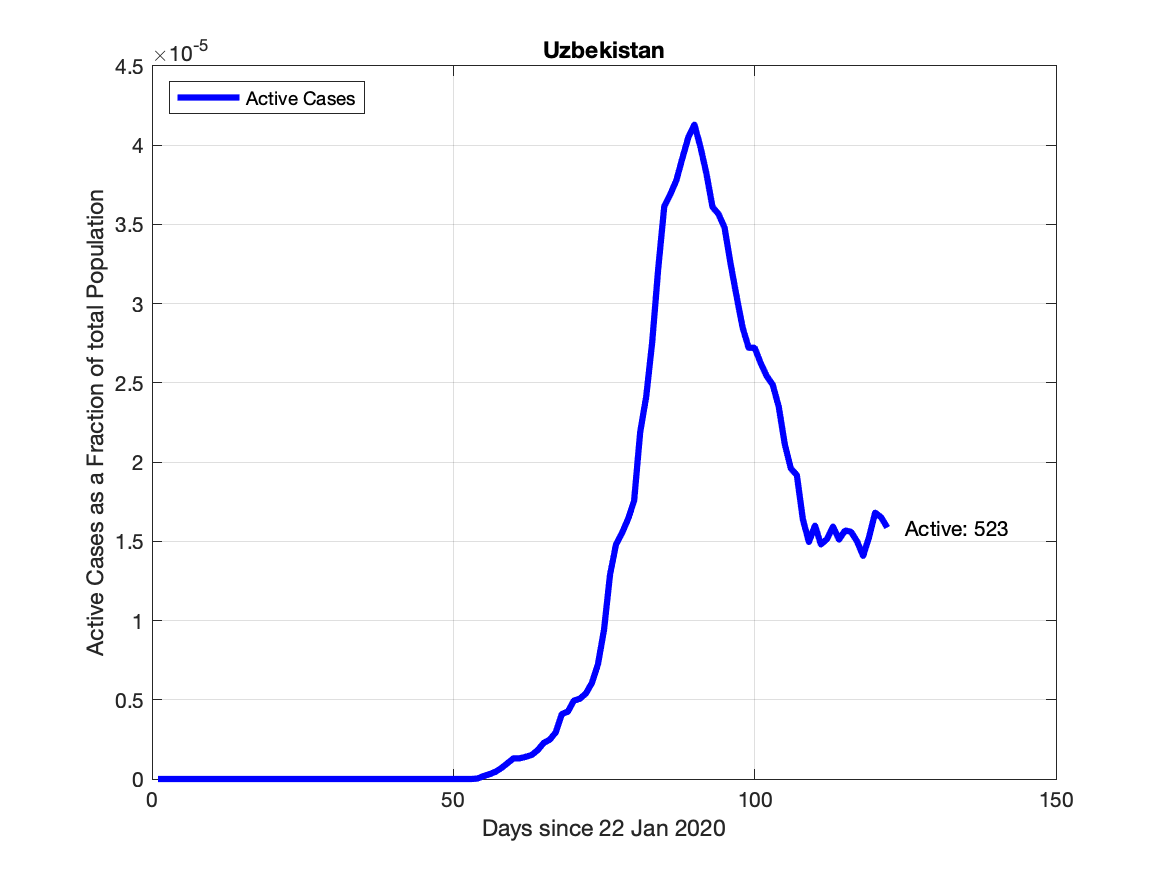 Uzbekistan
×10-5
4.5
4
3.5
3
2.5
2
1.5
1
0.5
0
Active Cases as a Fraction of total Population
Active Cases
Active: 523
0 50 100 150
Days since 22 Jan 2020